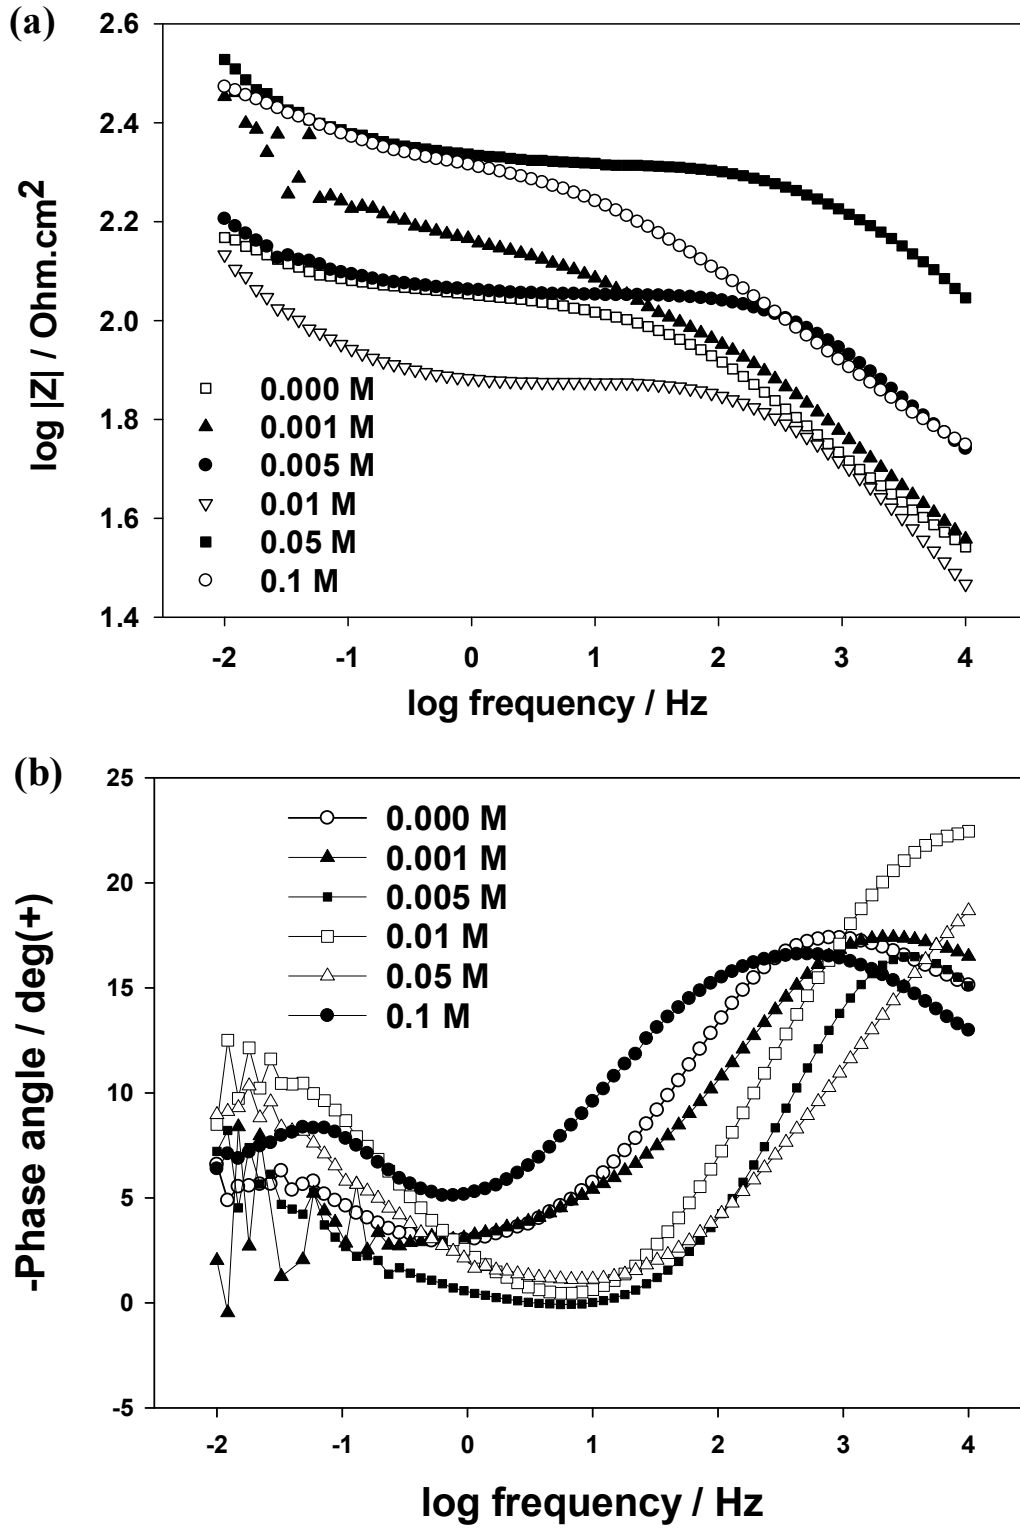 (a)
2.6
2.4
2.2
2.0
1.8
1.6
1.4
log |Z| / Ohm.cm2
0.000 M
0.001 M
0.005 M
0.01 M
0.05 M
0.1 M
-2 -1 0 1 2 3 4
log frequency / Hz
(b)
25
20
15
10
5
0
-5
-Phase angle / deg(+)
0.000 M
0.001 M
0.005 M
0.01 M
0.05 M
0.1 M
-2 -1 0 1 2 3 4
log frequency / Hz